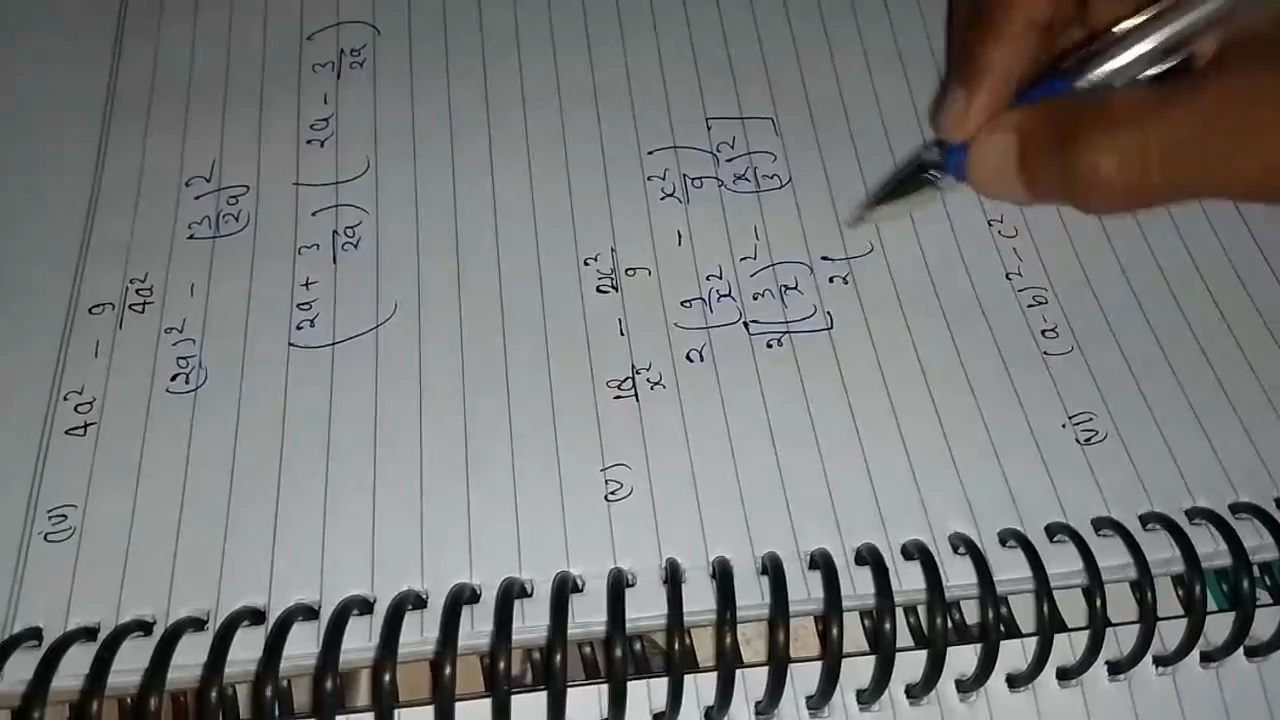 (iv) 4a² - 9/4a²
(2a)² - (3/2a)²
(2a + 3/2a) (2a - 3/2a)
(v) 18/x² - 2x²/9
2(9/x² - x²/9)
2[(3/x)² - (x/3)²]
2(
(vi) (a-b)² - c²